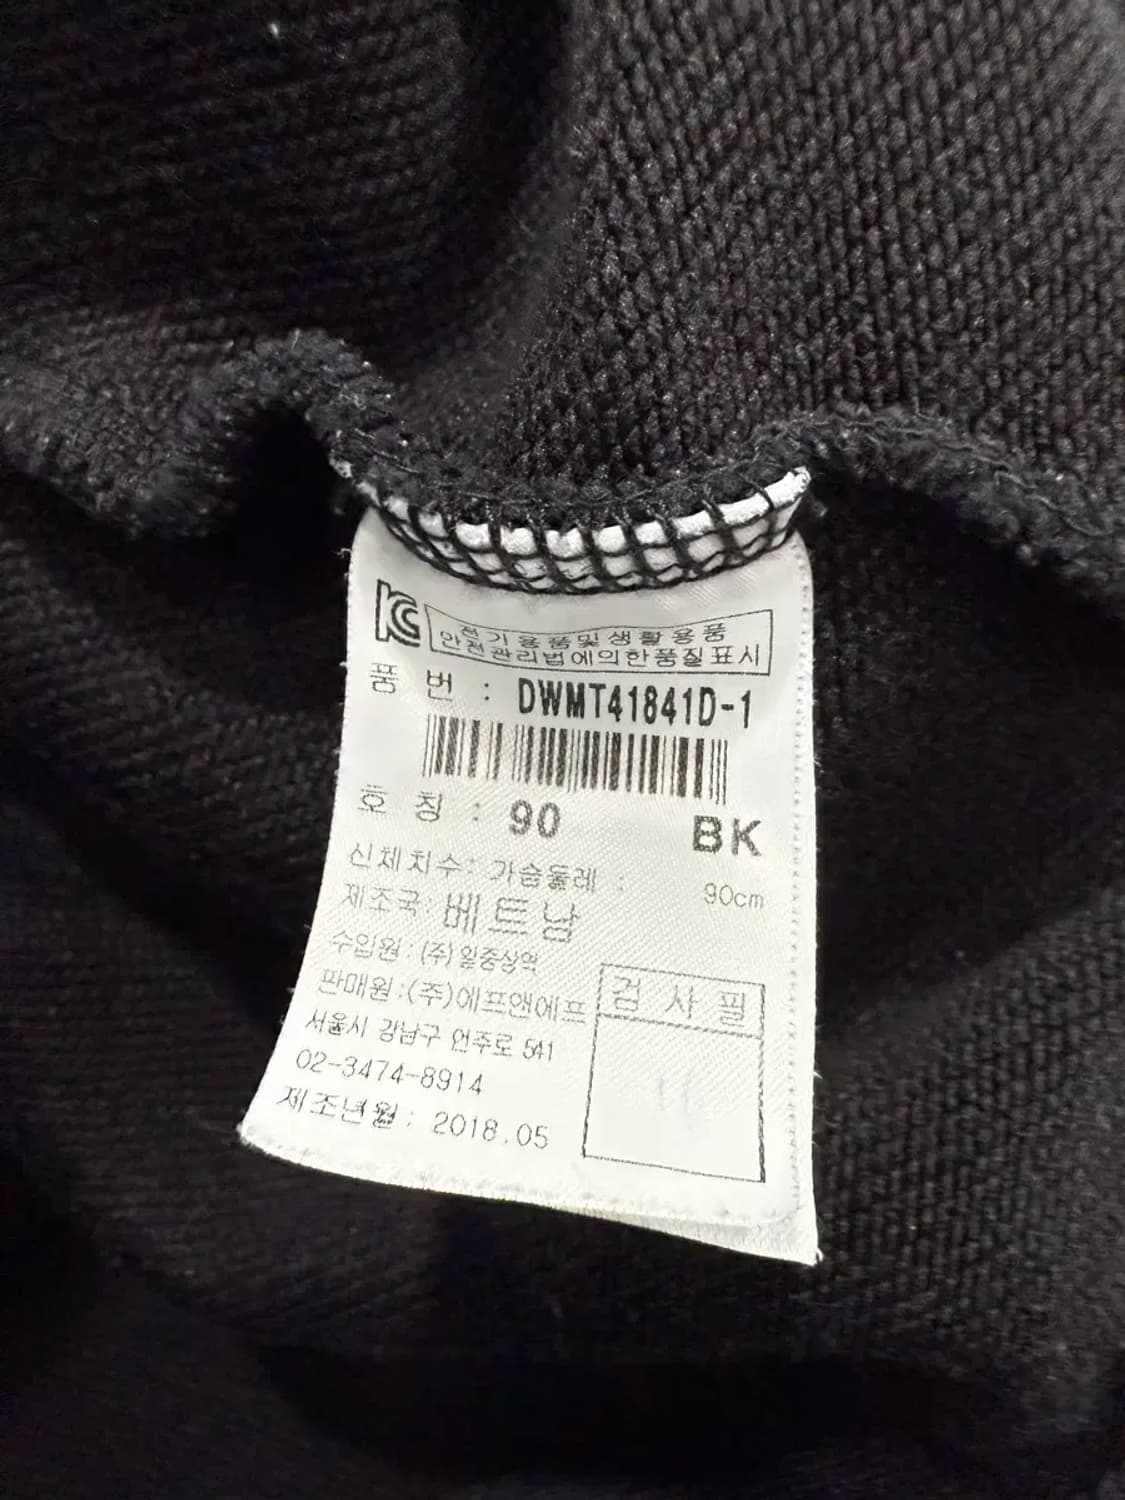 KC 전기용품및생활용품
안전관리법에의한품질표시
품 번 : DWMT41841D-1
호 칭 : 90 BK
신체치수: 가슴둘레 : 90cm
제조국: 베트남
수입원 : (주)일중상역
판매원 :(주)에프앤에프
서울시 강남구 언주로 541
02-3474-8914
제조년월 : 2018.05
검 사 필